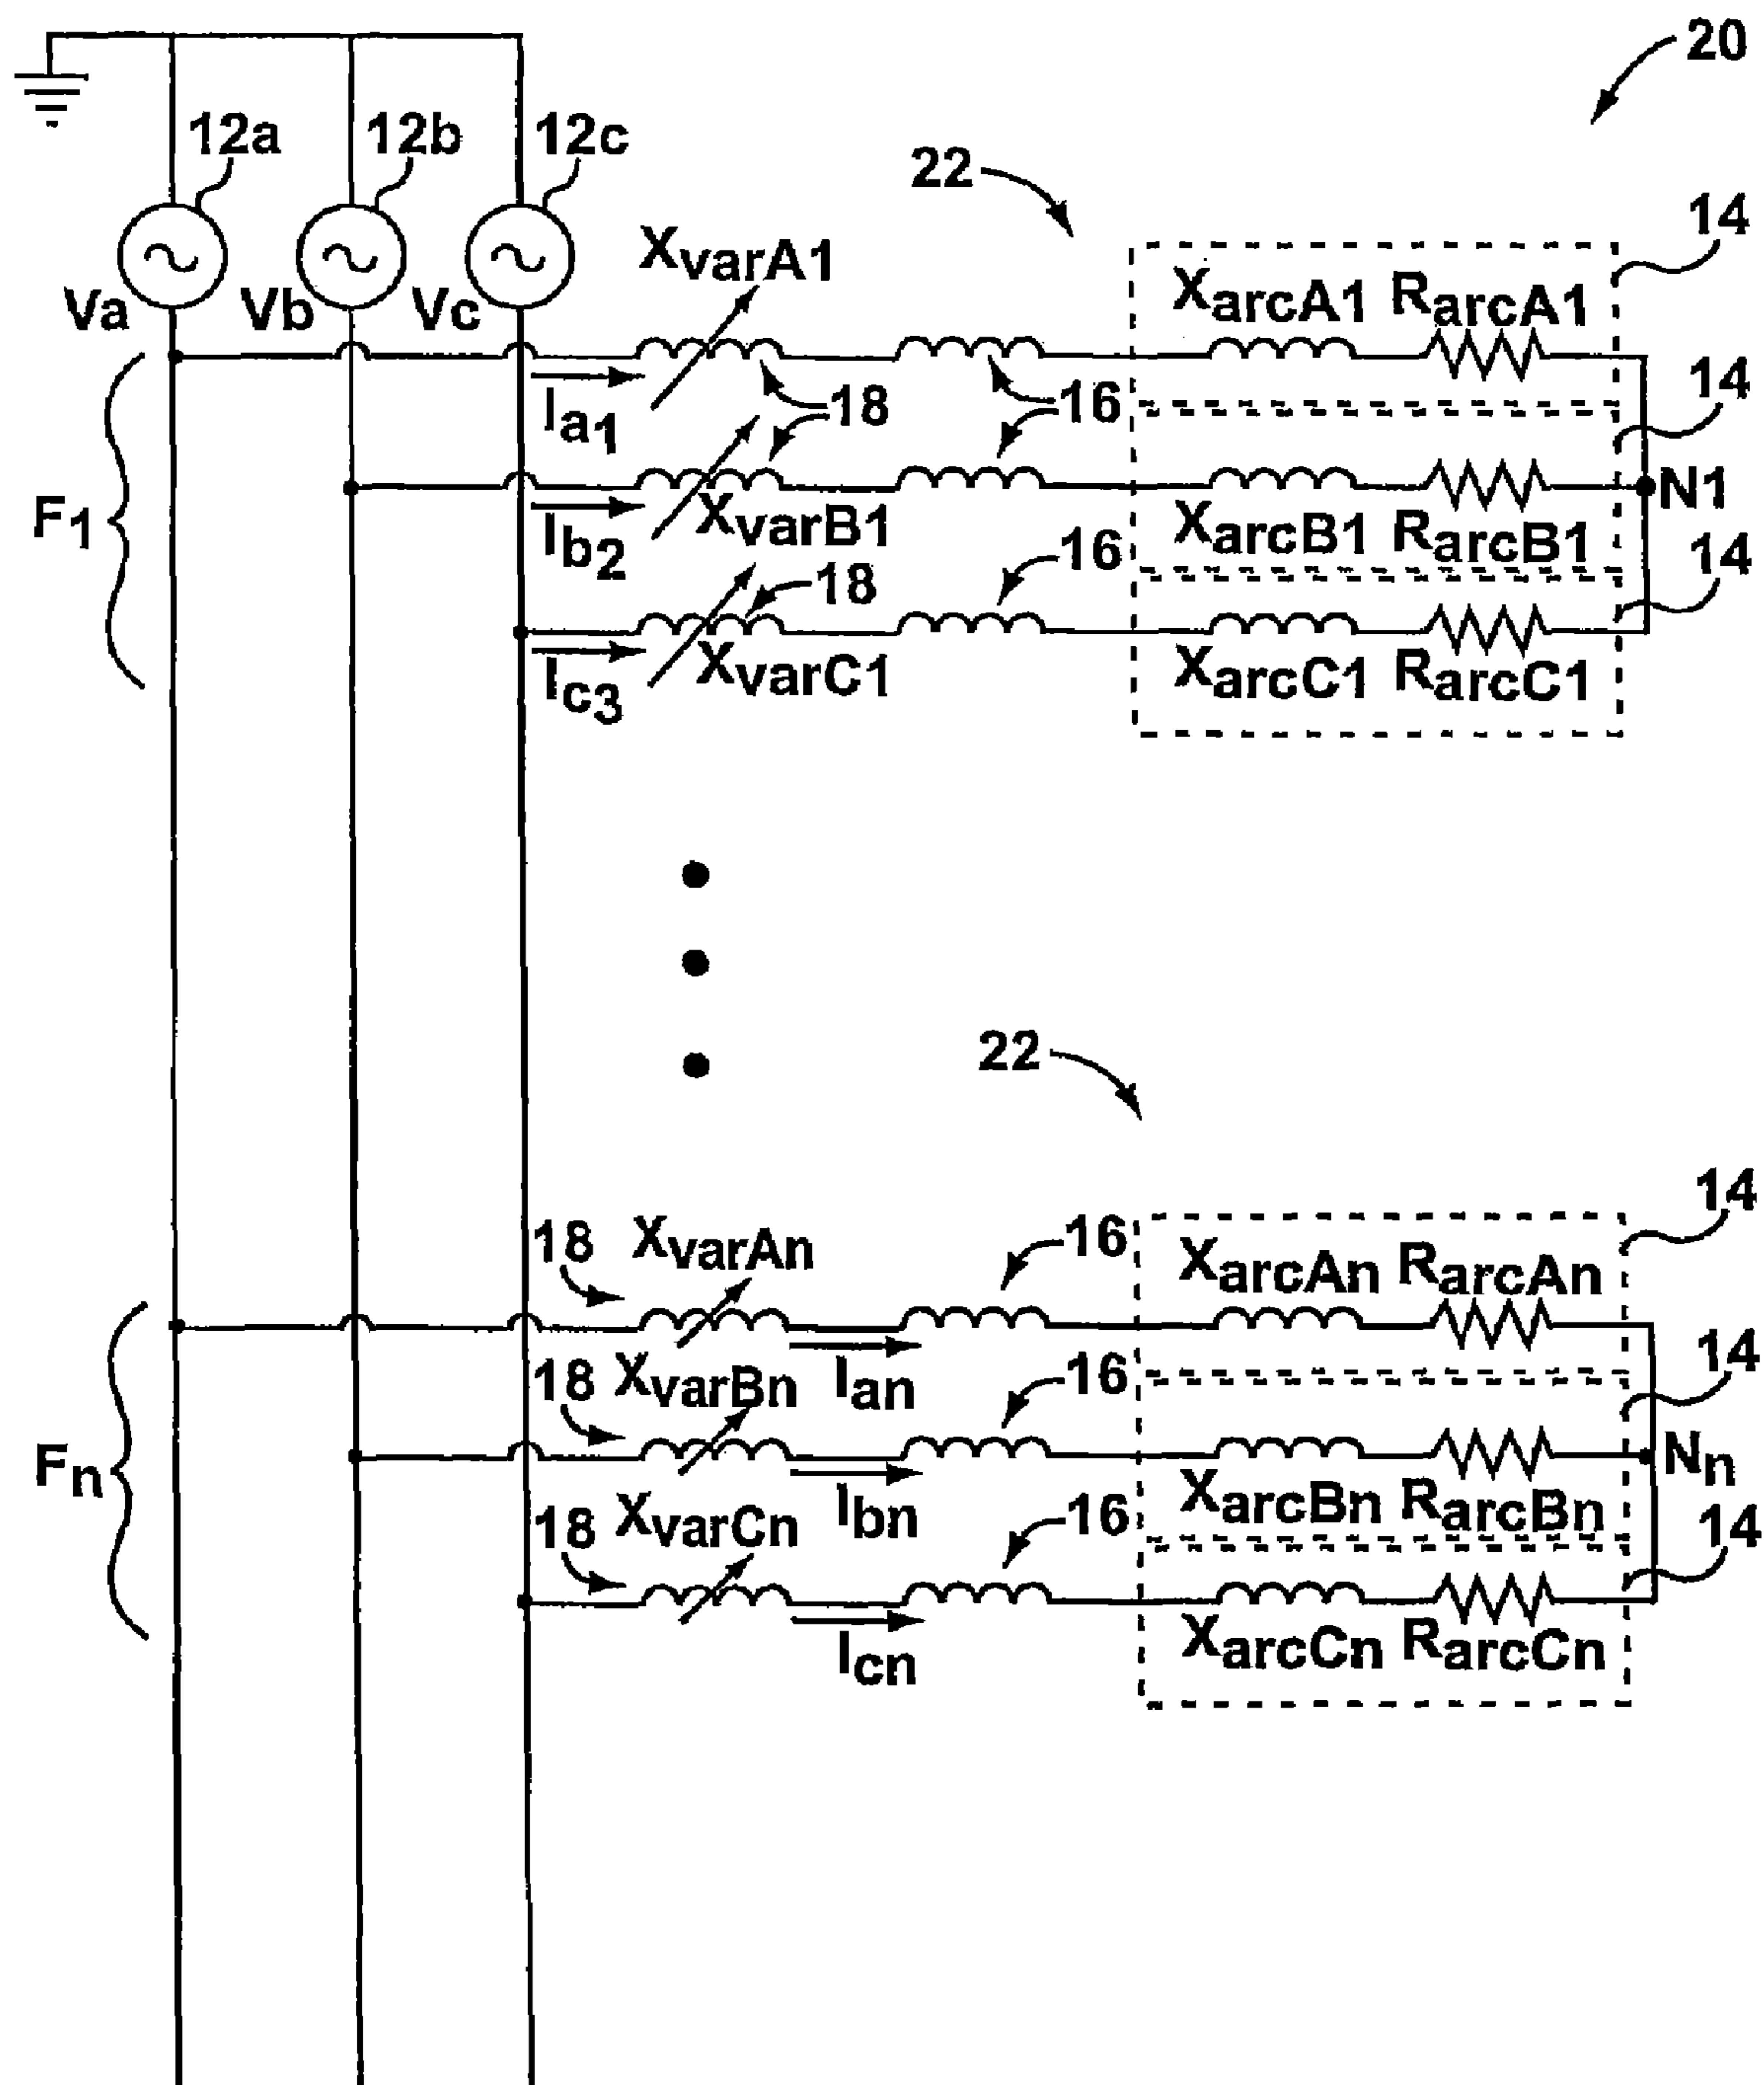 20
12a 12b 12c
22
14
Va Vb Vc
XvarA1
XarcA1 RarcA1
14
Ia1
18
16
F1
Ib2
XvarB1
XarcB1 RarcB1
N1
16
14
18
Ic3
XvarC1
XarcC1 RarcC1
22
14
18 XvarAn
16
XarcAn RarcAn
14
18 XvarBn
Ian
16
Fn
Nn
XarcBn RarcBn
14
18 XvarCn
Ibn
16
Icn
XarcCn RarcCn